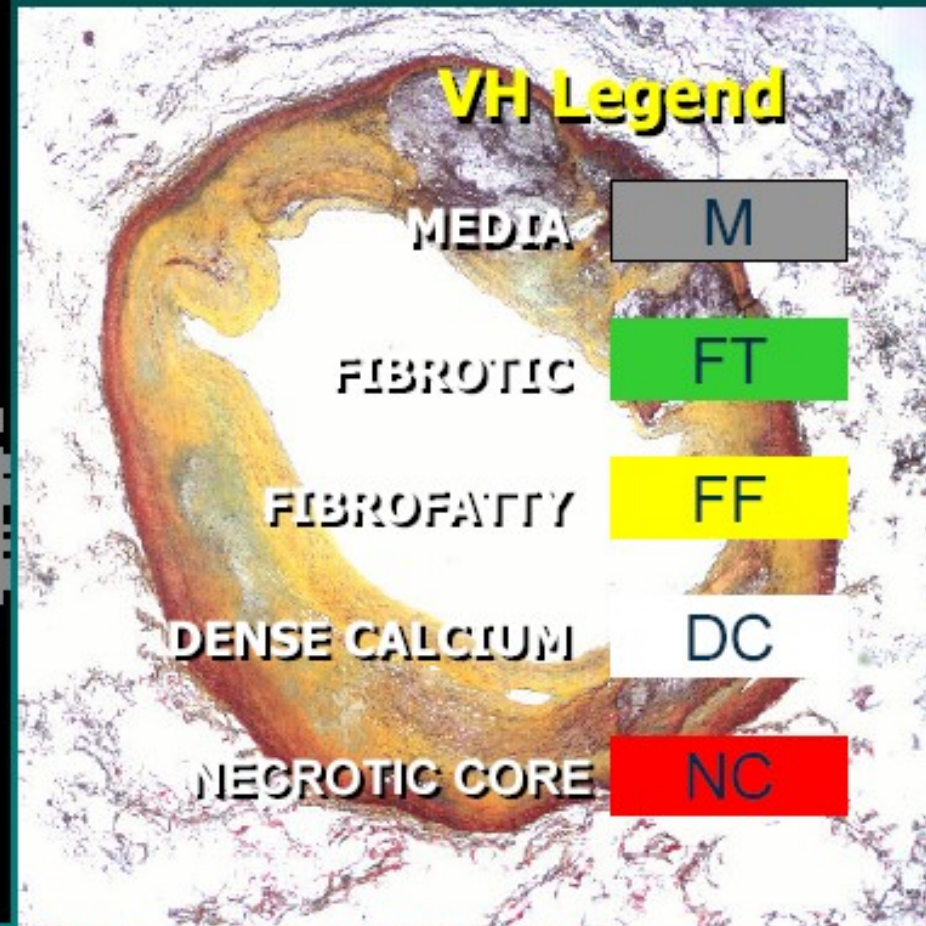 VH Legend
MEDIA M
FIBROTIC FT
FIBROFATTY FF
DENSE CALCIUM DC
NECROTIC CORE NC